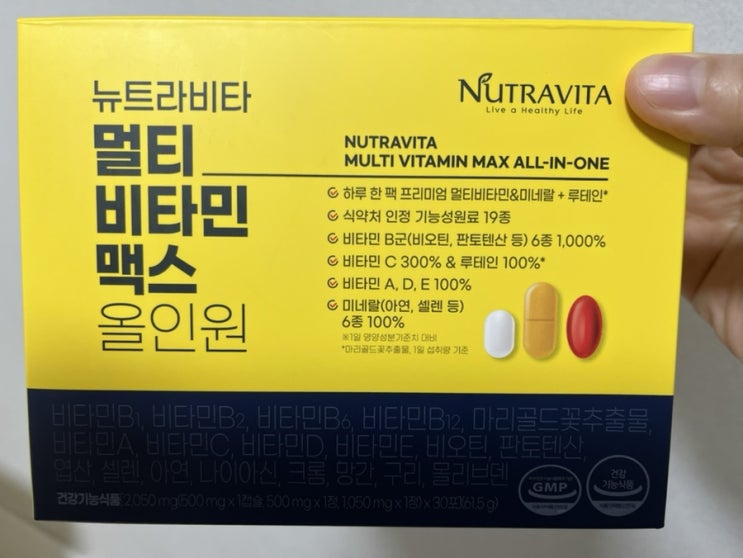 뉴트라비타
멀티
비타민
맥스
올인원
NUTRAVITA
Live a Healthy Life
NUTRAVITA
MULTI VITAMIN MAX ALL-IN-ONE
하루 한 팩 프리미엄 멀티비타민&미네랄 + 루테인*
식약처 인정 기능성원료 19종
비타민 B군(비오틴, 판토텐산 등) 6종 1,000%
비타민 C 300% & 루테인 100%*
비타민 A, D, E 100%
미네랄(아연, 셀렌 등)
6종 100%
※1일 영양성분기준치 대비
*마리골드꽃추출물, 1일 섭취량 기준
비타민B1, 비타민B2, 비타민B6, 비타민B12, 마리골드꽃추출물,
비타민A, 비타민C, 비타민D, 비타민E, 비오틴, 판토텐산,
엽산, 셀렌, 아연, 나이아신, 크롬, 망간, 구리, 몰리브덴
건강기능식품 2,050 mg(500 mg x 1캡슐, 500 mg x 1정, 1,050 mg x 1정) x 30포(61.5 g)
GMP
건강
기능식품